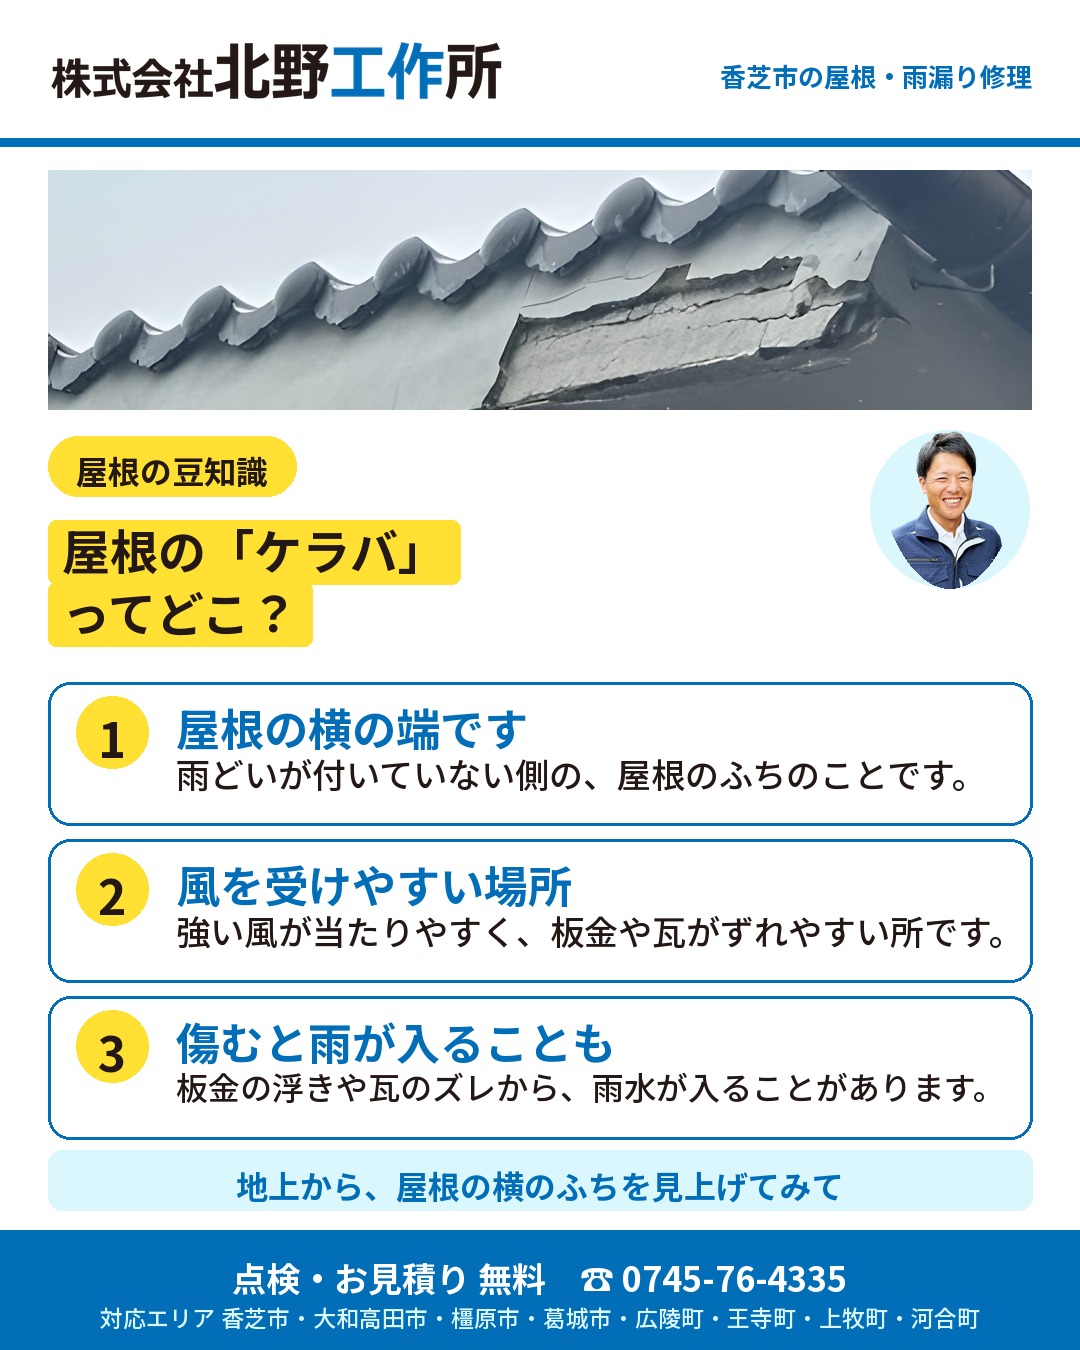 株式会社北野工作所
香芝市の屋根・雨漏り修理
屋根の豆知識
屋根の「ケラバ」
ってどこ？
1
屋根の横の端です
雨どいが付いていない側の、屋根のふちのことです。
2
風を受けやすい場所
強い風が当たりやすく、板金や瓦がずれやすい所です。
3
傷むと雨が入ることも
板金の浮きや瓦のズレから、雨水が入ることがあります。
地上から、屋根の横のふちを見上げてみて
点検・お見積り 無料 ☎ 0745-76-4335
対応エリア 香芝市・大和高田市・橿原市・葛城市・広陵町・王寺町・上牧町・河合町